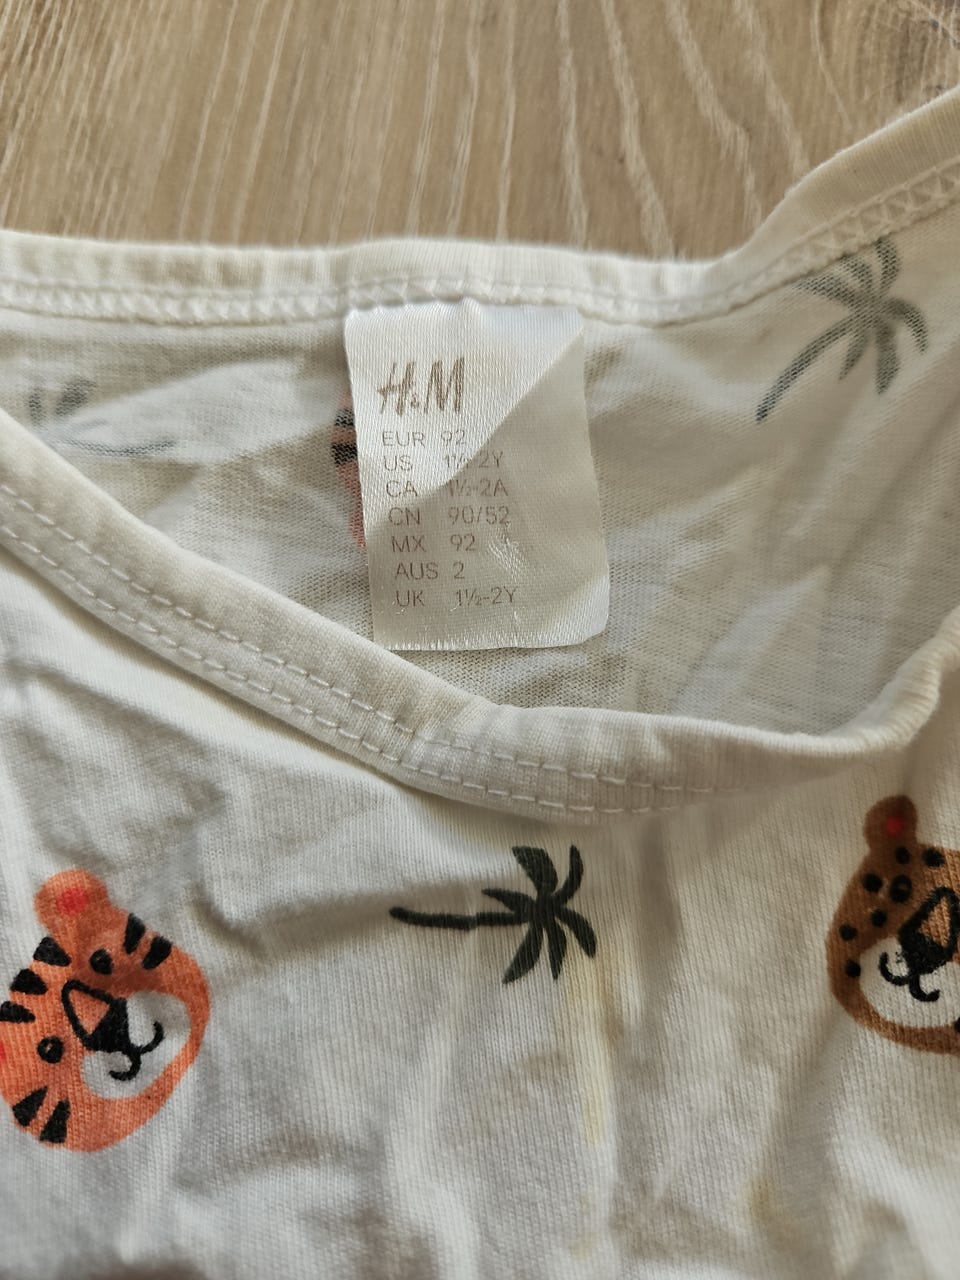 H&M
EUR 92
US 1½-2Y
CA 1½-2A
CN 90/52
MX 92
AUS 2
UK 1½-2Y